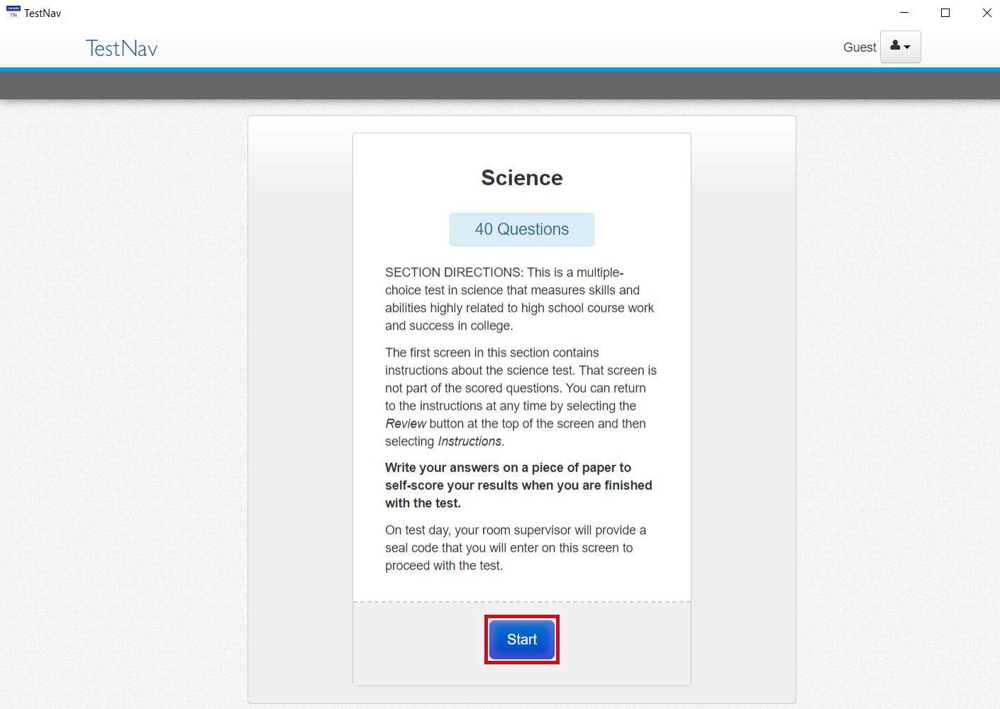 PEARSON
TN
TestNav
TestNav
Guest
Science
40 Questions
SECTION DIRECTIONS: This is a multiple-
choice test in science that measures skills and
abilities highly related to high school course work
and success in college.
The first screen in this section contains
instructions about the science test. That screen is
not part of the scored questions. You can return
to the instructions at any time by selecting the
Review button at the top of the screen and then
selecting Instructions.
Write your answers on a piece of paper to
self-score your results when you are finished
with the test.
On test day, your room supervisor will provide a
seal code that you will enter on this screen to
proceed with the test.
Start